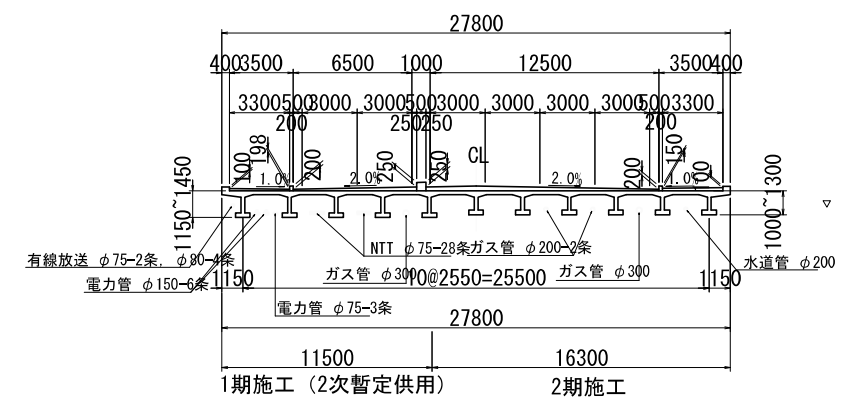 27800
400 3500 6500 1000 12500 3500 400
3300 500 3000 3000 500 3000 3000 3000 3000 500 3300
200 250 250 200
CL
100 198 200 250 250 200 150
1.0% 2.0% 2.0% 1.0%
1150~1450
1000~1300
有線放送 φ75-2条, φ80-4条
NTT φ75-28条
ガス管 φ200-2条
水道管 φ200
電力管 φ150-6条
ガス管 φ300
ガス管 φ300
1150 10@2550=25500 1150
電力管 φ75-3条
27800
11500 16300
1期施工 (2次暫定供用) 2期施工